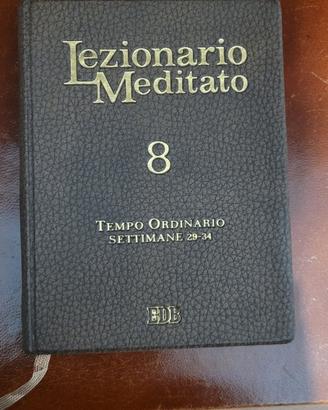 Lezionario
Meditato
8
TEMPO ORDINARIO
SETTIMANE 29-34
EDB